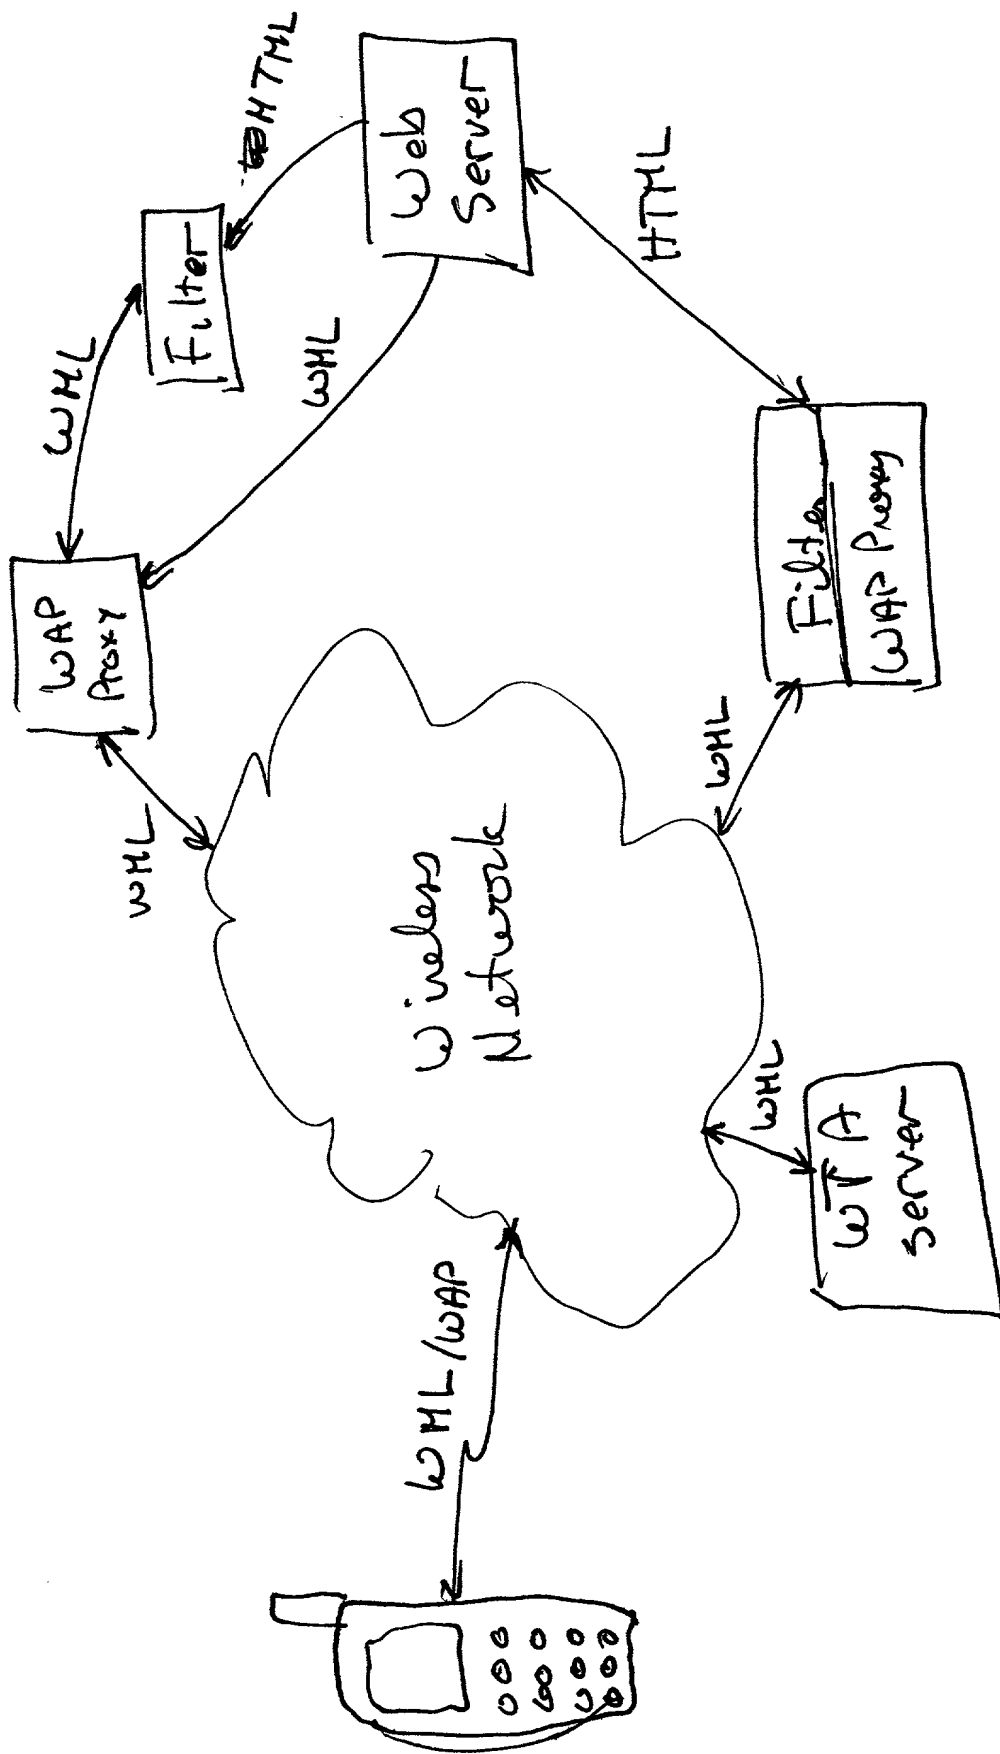 WAP
Proxy
WML
WML
Filter
HTML
WML
Web
Server
WML/WAP
Wireless
Network
HTML
WML
WML
Filter
WAP Proxy
WTA
Server